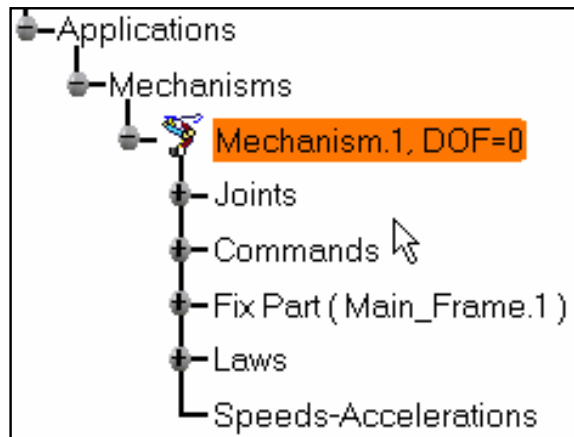 Applications
Mechanisms
Mechanism.1, DOF=0
Joints
Commands
Fix Part ( Main_Frame.1 )
Laws
Speeds-Accelerations